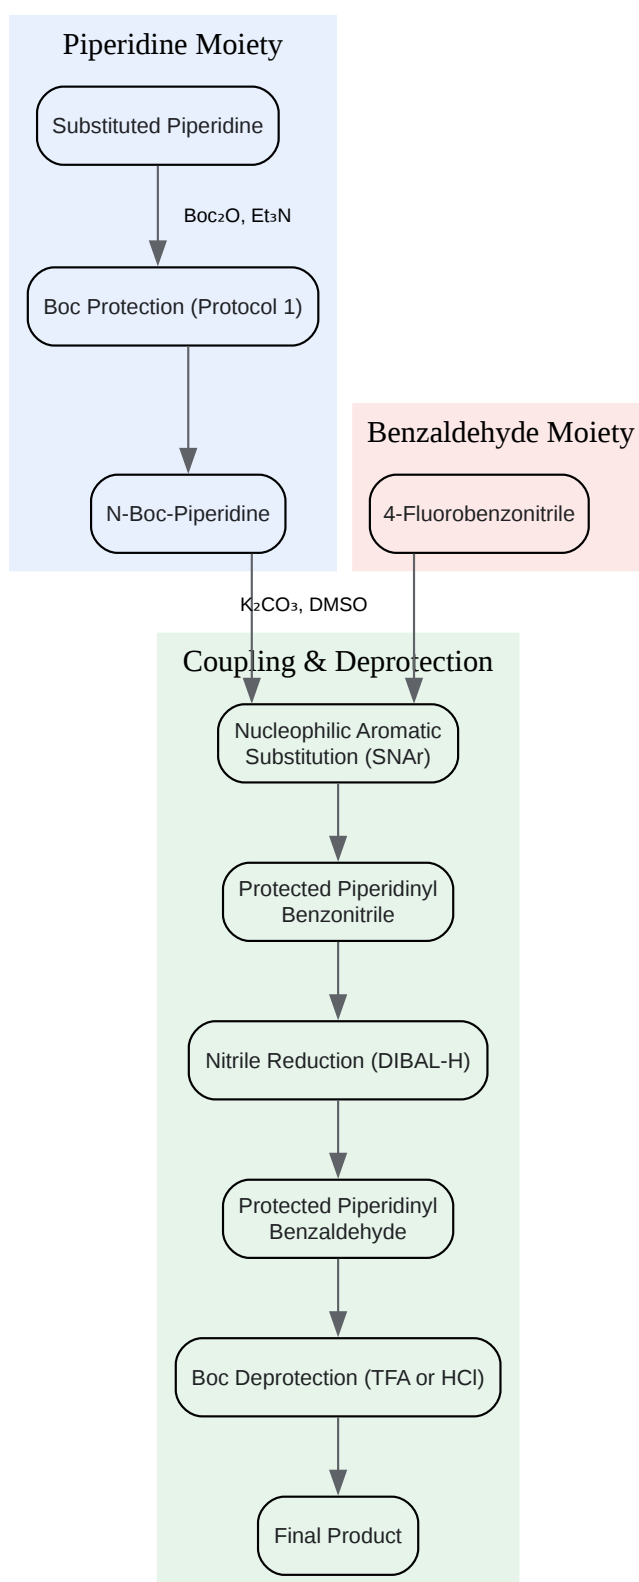 Piperidine Moiety
Substituted Piperidine
Boc₂O, Et₃N
Boc Protection (Protocol 1)
Benzaldehyde Moiety
N-Boc-Piperidine
4-Fluorobenzonitrile
K₂CO₃, DMSO
Coupling & Deprotection
Nucleophilic Aromatic
Substitution (SNAr)
Protected Piperidinyl
Benzonitrile
Nitrile Reduction (DIBAL-H)
Protected Piperidinyl
Benzaldehyde
Boc Deprotection (TFA or HCl)
Final Product